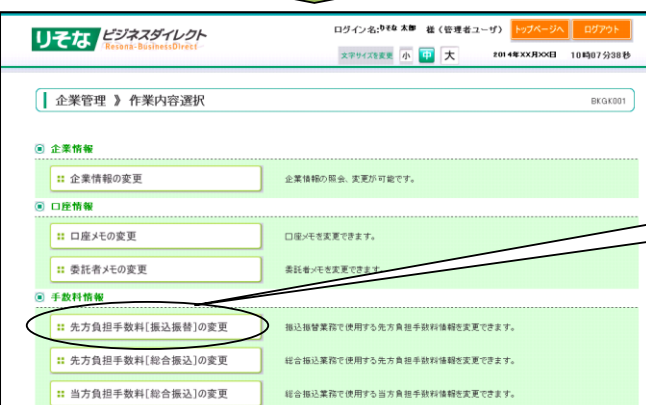 りそな ビジネスダイレクト
Resona-BusinessDirect
ログイン名:りそな 太郎 様 (管理者ユーザ) トップページへ ログアウト
文字サイズを変更 小 中 大 2014年XX月XX日 10時07分38秒
企業管理 》 作業内容選択 BKGK001
企業情報
企業情報の変更 企業情報の照会、変更が可能です。
口座情報
口座メモの変更 口座メモを変更できます。
委託者メモの変更 委託者メモを変更できます。
手数料情報
先方負担手数料[振込振替]の変更 振込振替業務で使用する先方負担手数料情報を変更できます。
先方負担手数料[総合振込]の変更 総合振込業務で使用する先方負担手数料情報を変更できます。
当方負担手数料[総合振込]の変更 総合振込業務で使用する当方負担手数料情報を変更できます。